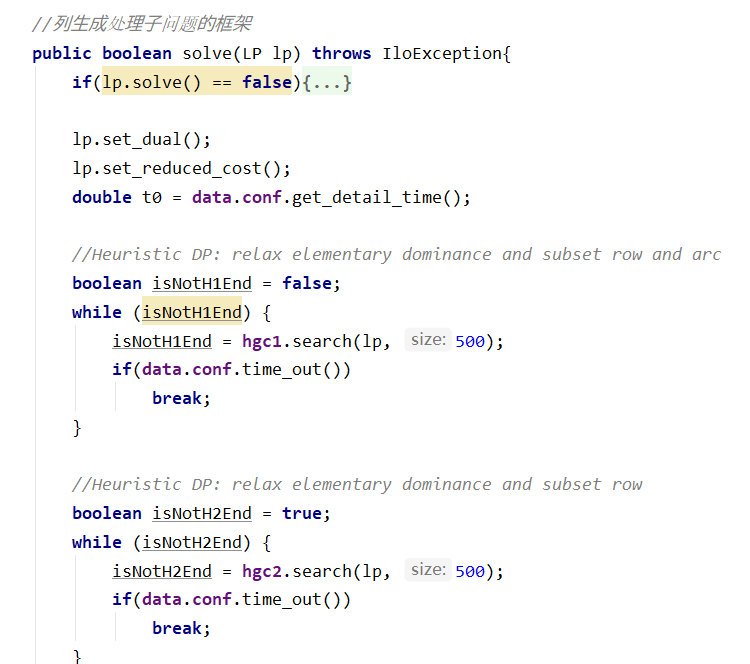 //列生成处理子问题的框架
public boolean solve(LP lp) throws IloException{
if(lp.solve() == false){...}
lp.set_dual();
lp.set_reduced_cost();
double t0 = data.conf.get_detail_time();
//Heuristic DP: relax elementary dominance and subset row and arc
boolean isNotH1End = false;
while (isNotH1End) {
isNotH1End = hgc1.search(lp, size: 500);
if(data.conf.time_out())
break;
}
//Heuristic DP: relax elementary dominance and subset row
boolean isNotH2End = true;
while (isNotH2End) {
isNotH2End = hgc2.search(lp, size: 500);
if(data.conf.time_out())
break;
}